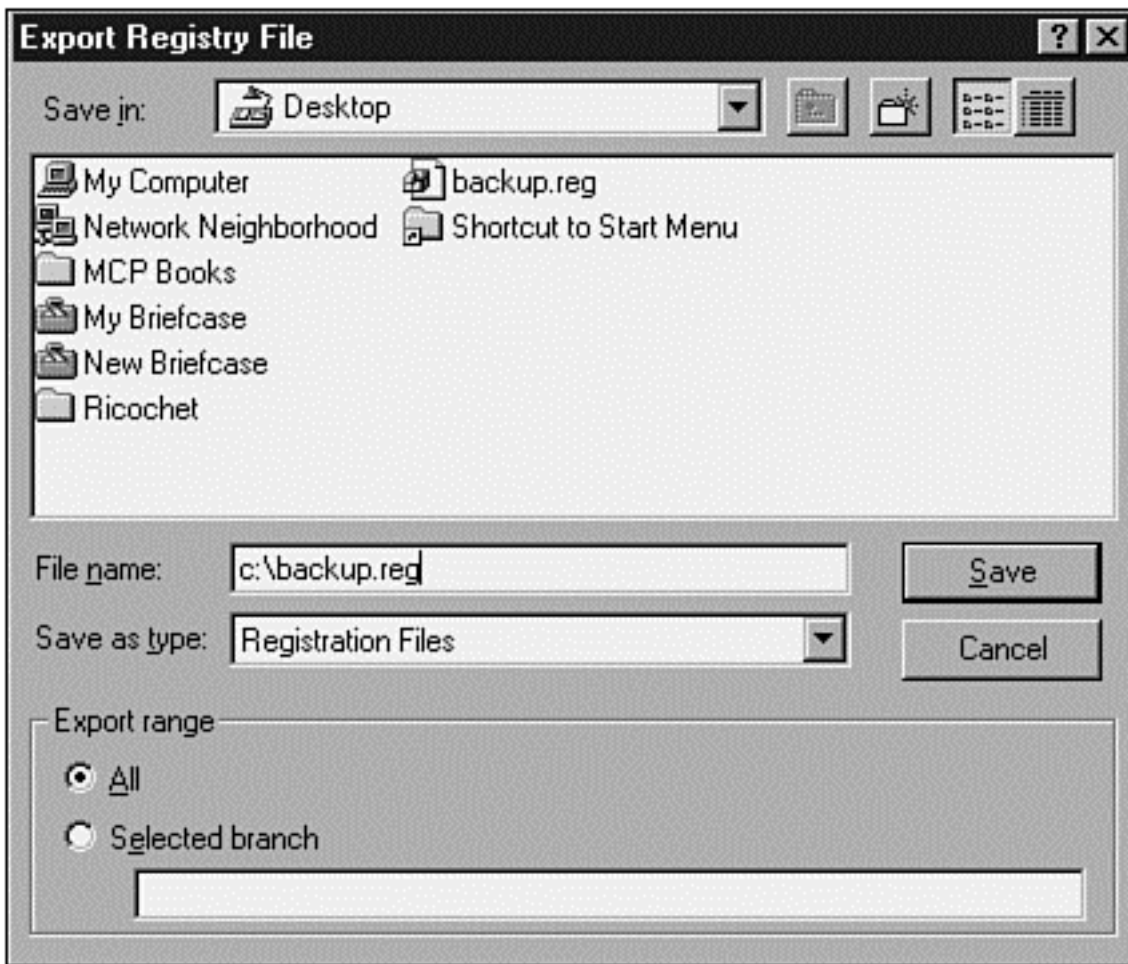 Export Registry File
Save in: Desktop
My Computer
Network Neighborhood
MCP Books
My Briefcase
New Briefcase
Ricochet
backup.reg
Shortcut to Start Menu
File name: c:\backup.reg
Save
Save as type: Registration Files
Cancel
Export range
All
Selected branch